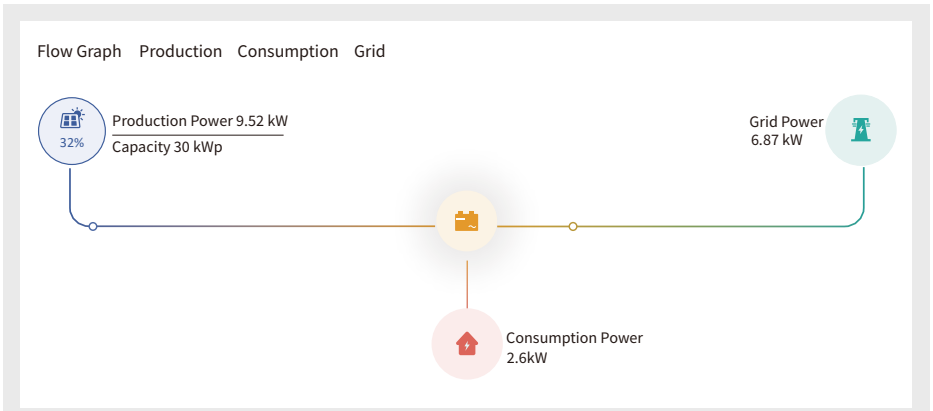 Flow Graph Production Consumption Grid
32%
Production Power 9.52 kW
Capacity 30 kWp
Grid Power
6.87 kW
Consumption Power
2.6kW